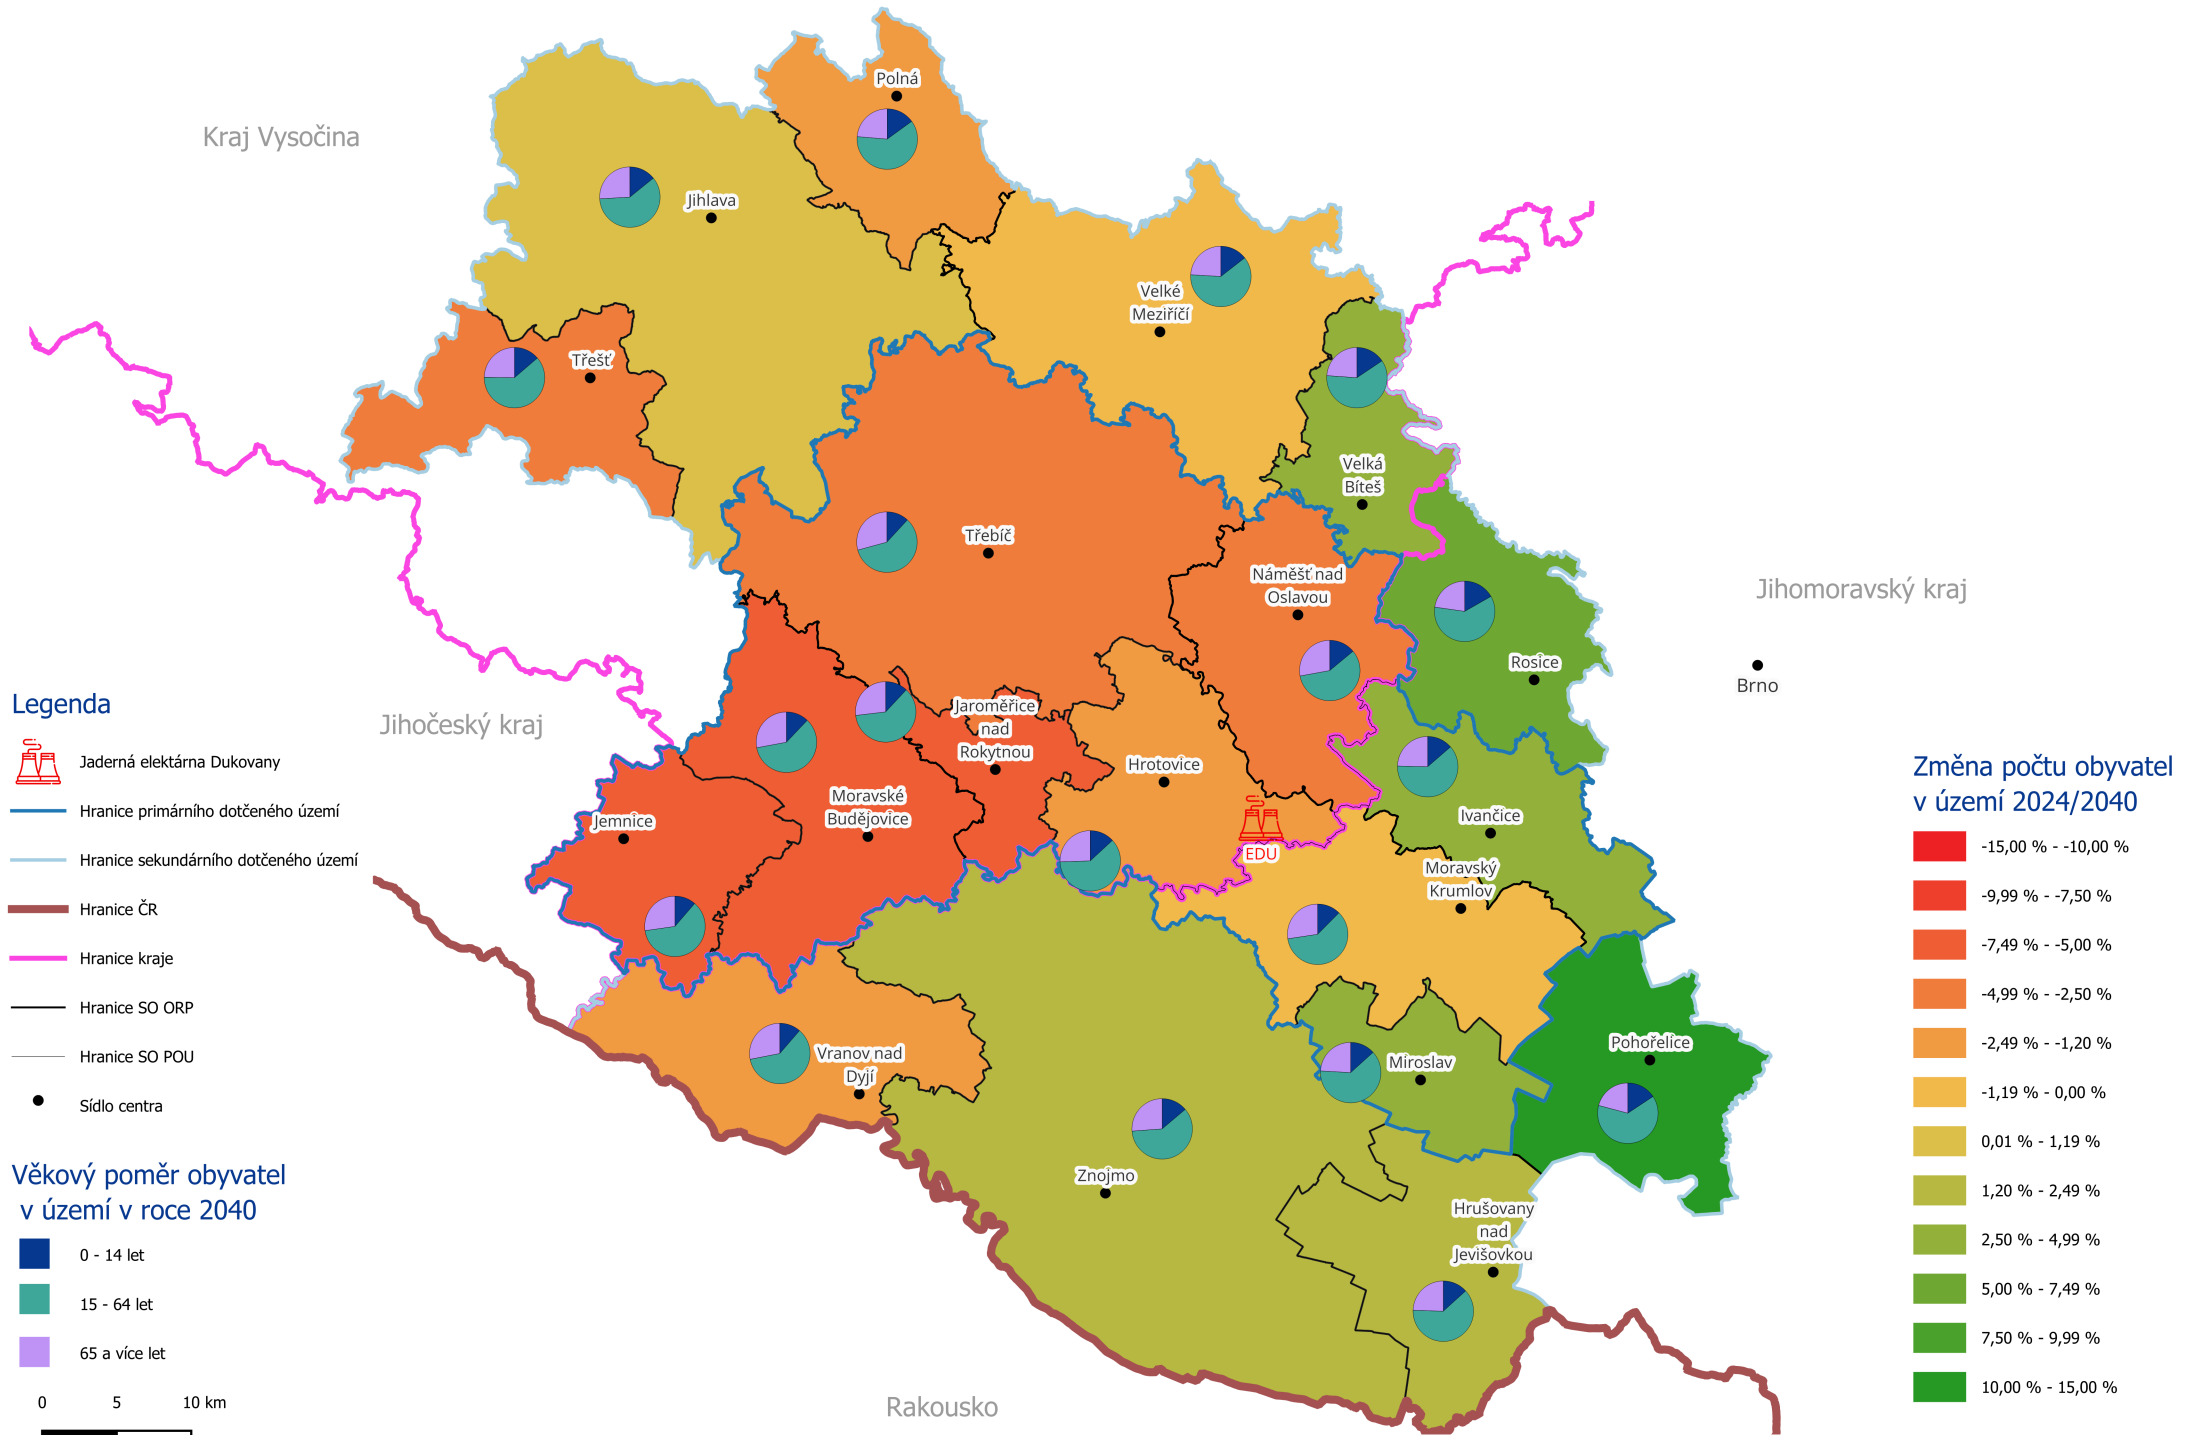 Polná
Kraj Vysočina
Jihlava
Velké
Meziříčí
Třešť
Velká
Bíteš
Třebíč
Náměšť nad
Oslavou
Jihomoravský kraj
Rosice
Brno
Jaroměřice
nad
Rokytnou
Hrotovice
Moravské
Budějovice
Jemnice
Jihočeský kraj
Ivančice
EDU
Moravský
Krumlov
Pohořelice
Miroslav
Vranov nad
Dyjí
Znojmo
Hrušovany
nad
Jevišovkou
Rakousko
Legenda
Jaderná elektárna Dukovany
Hranice primárního dotčeného území
Hranice sekundárního dotčeného území
Hranice ČR
Hranice kraje
Hranice SO ORP
Hranice SO POU
Sídlo centra
Věkový poměr obyvatel
v území v roce 2040
0 - 14 let
15 - 64 let
65 a více let
0 5 10 km
Změna počtu obyvatel
v území 2024/2040
-15,00 % - -10,00 %
-9,99 % - -7,50 %
-7,49 % - -5,00 %
-4,99 % - -2,50 %
-2,49 % - -1,20 %
-1,19 % - 0,00 %
0,01 % - 1,19 %
1,20 % - 2,49 %
2,50 % - 4,99 %
5,00 % - 7,49 %
7,50 % - 9,99 %
10,00 % - 15,00 %